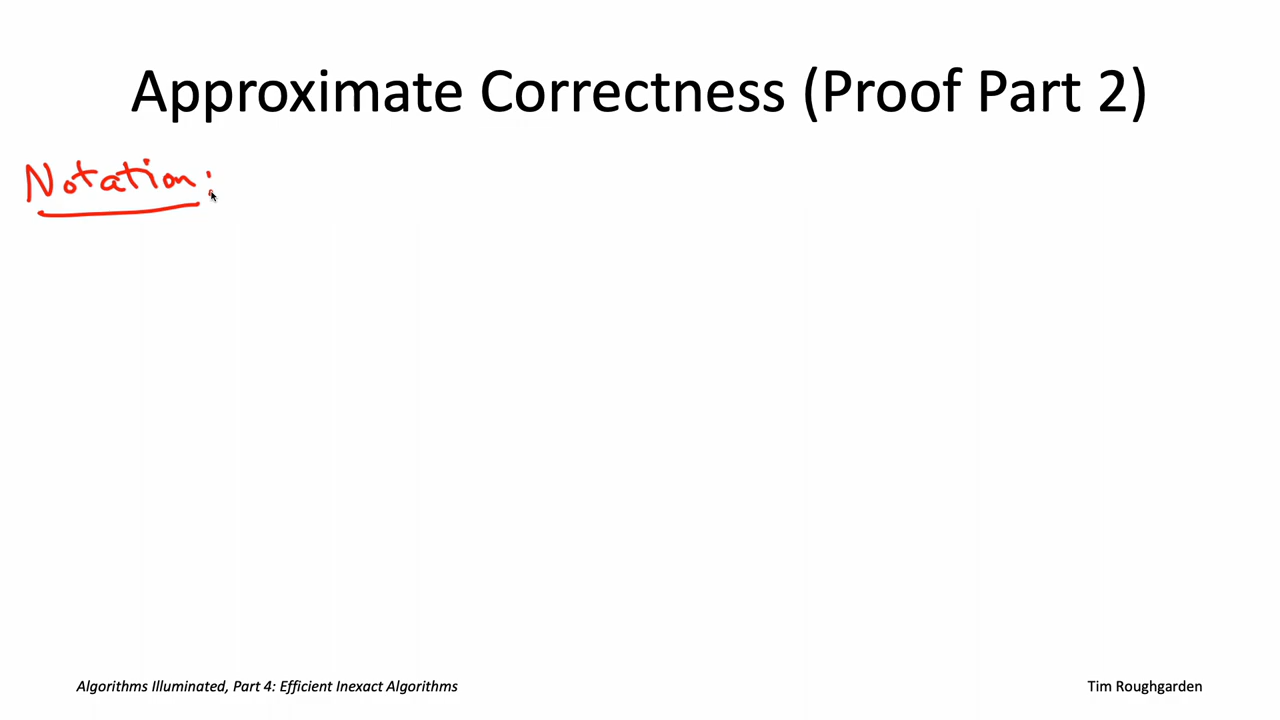 Approximate Correctness (Proof Part 2)
Notation:
Algorithms Illuminated, Part 4: Efficient Inexact Algorithms
Tim Roughgarden